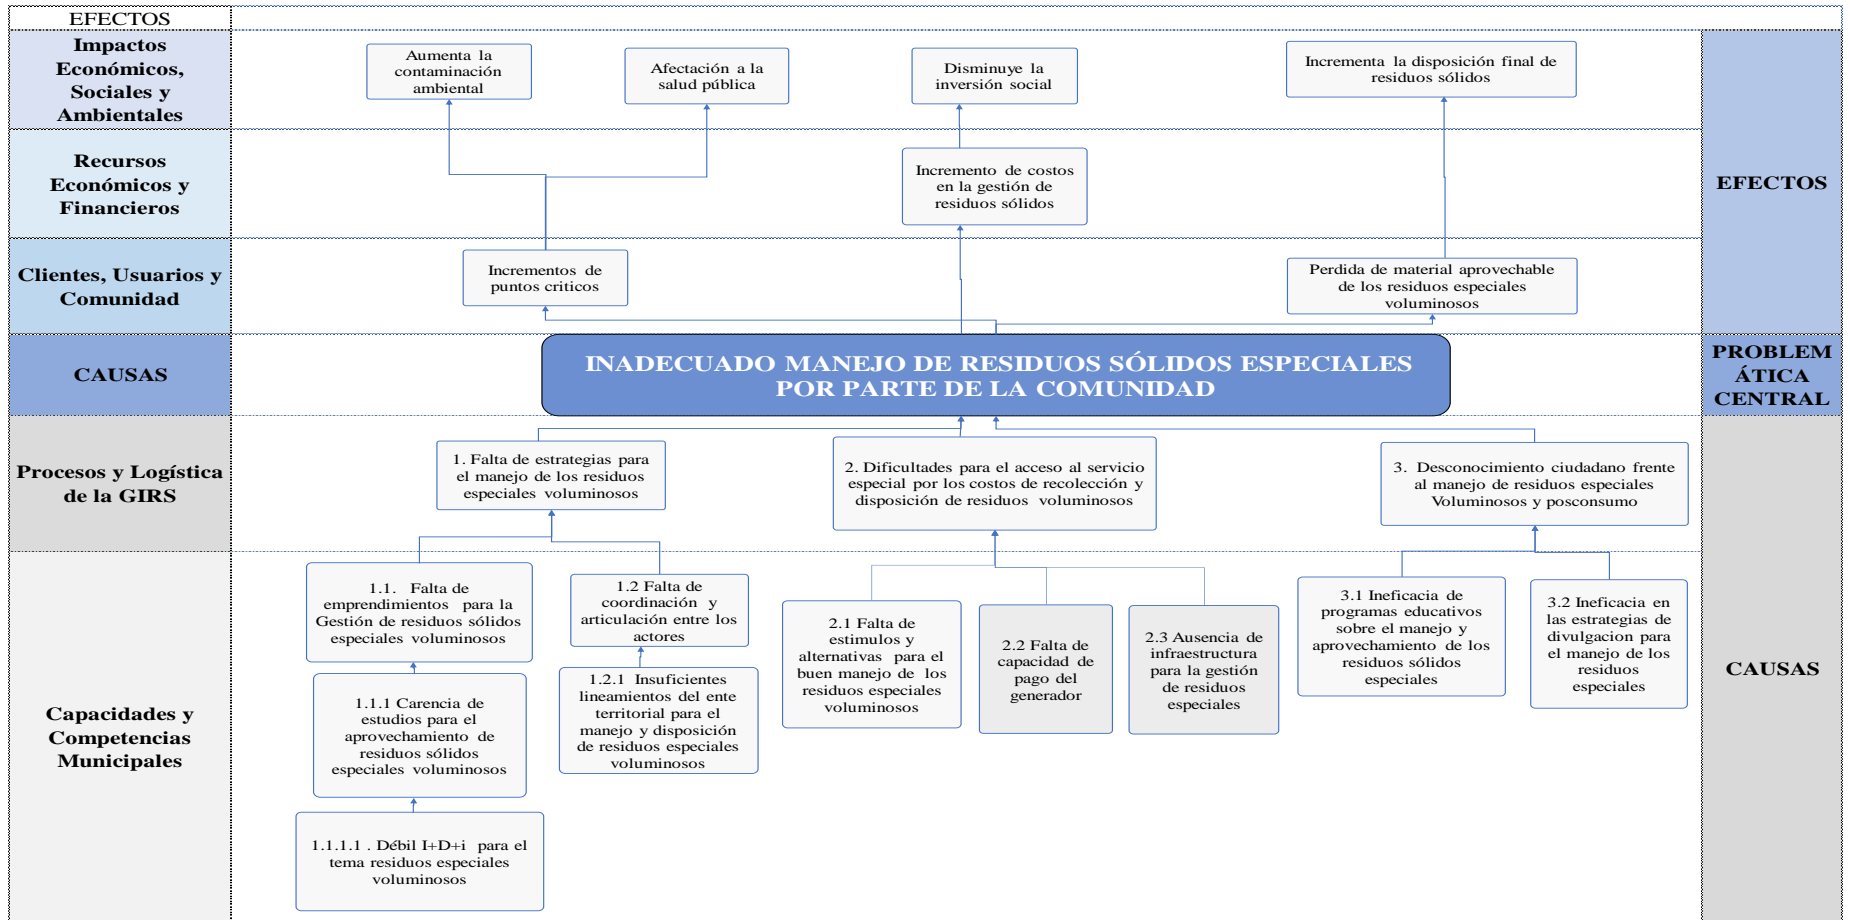 EFECTOS
Impactos
Económicos,
Sociales y
Ambientales
Aumenta la
contaminación
ambiental
Afectación a la
salud pública
Disminuye la
inversión social
Incrementa la disposición final de
residuos sólidos
Recursos
Económicos y
Financieros
Incremento de costos
en la gestión de
residuos sólidos
EFECTOS
Clientes, Usuarios y
Comunidad
Incrementos de
puntos criticos
Perdida de material aprovechable
de los residuos especiales
voluminosos
CAUSAS
INADECUADO MANEJO DE RESIDUOS SÓLIDOS ESPECIALES
POR PARTE DE LA COMUNIDAD
PROBLEM
ÁTICA
CENTRAL
Procesos y Logística
de la GIRS
1. Falta de estrategias para
el manejo de los residuos
especiales voluminosos
2. Dificultades para el acceso al servicio
especial por los costos de recolección y
disposición de residuos voluminosos
3. Desconocimiento ciudadano frente
al manejo de residuos especiales
Voluminosos y posconsumo
Capacidades y
Competencias
Municipales
1.1. Falta de
emprendimientos para la
Gestión de residuos sólidos
especiales voluminosos
1.2 Falta de
coordinación y
articulación entre los
actores
2.1 Falta de
estimulos y
alternativas para el
buen manejo de los
residuos especiales
voluminosos
2.2 Falta de
capacidad de
pago del
generador
2.3 Ausencia de
infraestructura
para la gestión
de residuos
especiales
3.1 Ineficacia de
programas educativos
sobre el manejo y
aprovechamiento de los
residuos sólidos
especiales
3.2 Ineficacia en
las estrategias de
divulgacion para
el manejo de los
residuos
especiales
CAUSAS
1.1.1 Carencia de
estudios para el
aprovechamiento de
residuos sólidos
especiales voluminosos
1.2.1 Insuficientes
lineamientos del ente
territorial para el
manejo y disposición
de residuos especiales
voluminosos
1.1.1.1 . Débil I+D+i para el
tema residuos especiales
voluminosos